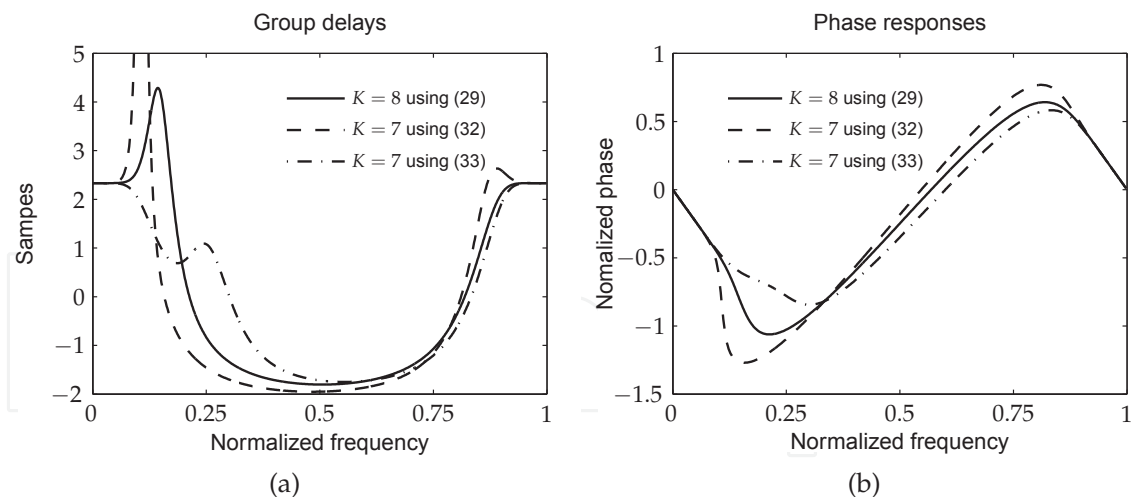 Group delays
5
4
3
2
1
0
−1
−2
Sampes
K = 8 using (29)
K = 7 using (32)
K = 7 using (33)
0
0.25
0.5
0.75
1
Normalized frequency
(a)
Phase responses
1
0.5
0
−0.5
−1
−1.5
Nomalized phase
K = 8 using (29)
K = 7 using (32)
K = 7 using (33)
0
0.25
0.5
0.75
1
Normalized frequency
(b)